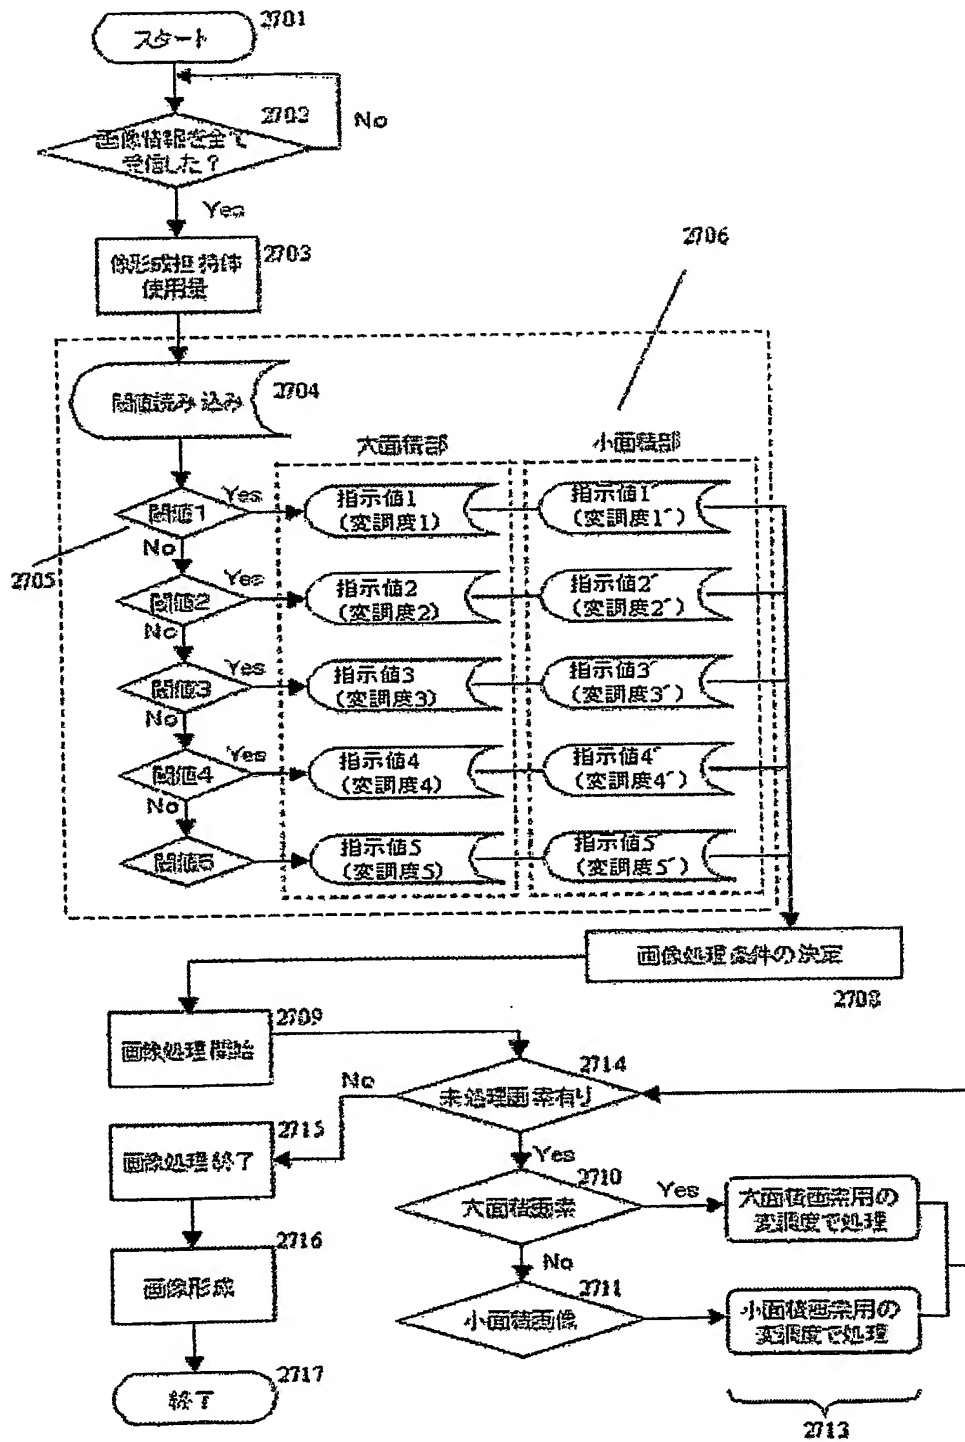 スタート
2701
2702
No
画像情報を全て
受信した？
Yes
2703
像形成担持体
使用量
2706
2704
閾値読み込み
大面積部
小面積部
閾値1
Yes
指示値1
(変調度1)
指示値1´
(変調度1´)
No
2705
閾値2
Yes
指示値2
(変調度2)
指示値2´
(変調度2´)
No
閾値3
Yes
指示値3
(変調度3)
指示値3´
(変調度3´)
No
閾値4
Yes
指示値4
(変調度4)
指示値4´
(変調度4´)
No
閾値5
指示値5
(変調度5)
指示値5´
(変調度5´)
画像処理条件の決定
2708
2709
画像処理開始
2714
未処理画素有り
No
Yes
2715
画像処理終了
2710
大面積画素
Yes
大面積画素用の
変調度で処理
No
2716
画像形成
2711
小面積画像
小面積画素用の
変調度で処理
2717
終了
2713